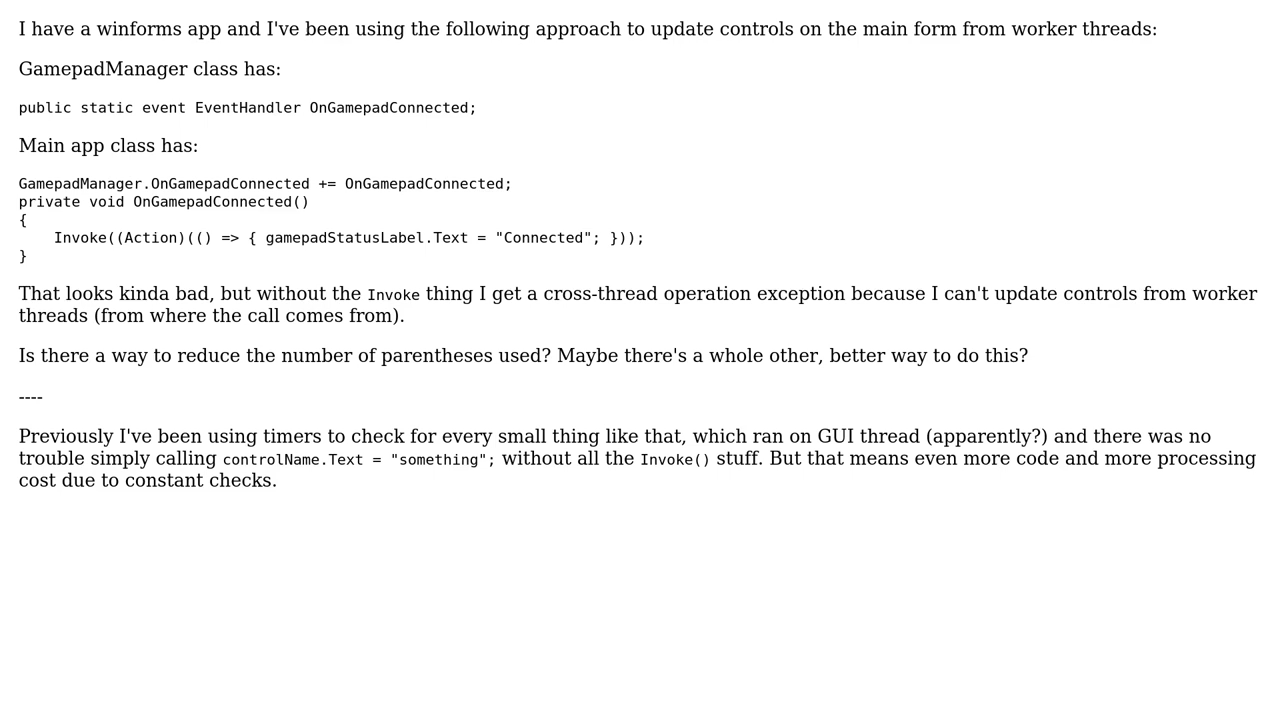 I have a winforms app and I've been using the following approach to update controls on the main form from worker threads:
GamepadManager class has:
public static event EventHandler OnGamepadConnected;
Main app class has:
GamepadManager.OnGamepadConnected += OnGamepadConnected;
private void OnGamepadConnected()
{
    Invoke((Action)(() => { gamepadStatusLabel.Text = "Connected"; }));
}
That looks kinda bad, but without the Invoke thing I get a cross-thread operation exception because I can't update controls from worker
threads (from where the call comes from).
Is there a way to reduce the number of parentheses used? Maybe there's a whole other, better way to do this?
----
Previously I've been using timers to check for every small thing like that, which ran on GUI thread (apparently?) and there was no
trouble simply calling controlName.Text = "something"; without all the Invoke() stuff. But that means even more code and more processing
cost due to constant checks.